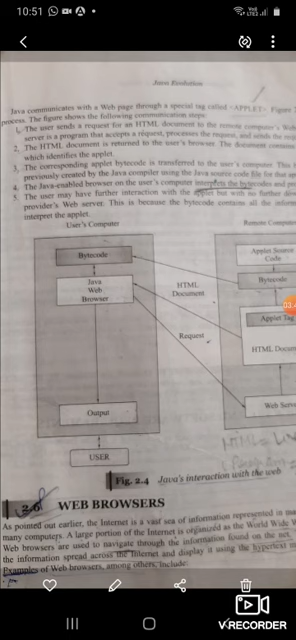 10:51
Java Evolution
Java communicates with a Web page through a special tag called <APPLET>. Figure 2
process. The figure shows the following communication steps:
1. The user sends a request for an HTML document to the remote computer's Web
server is a program that accepts a request, processes the request, and sends the req
2. The HTML document is returned to the user's browser. The document contains
which identifies the applet.
3. The corresponding applet bytecode is transferred to the user's computer. This
previously created by the Java compiler using the Java source code file for that ap
4. The Java-enabled browser on the user's computer interprets the bytecodes and
5. The user may have further interaction with the applet but with no further
provider's Web server. This is because the bytecode contains all the
interpret the applet.
User's Computer
Remote Computer
Bytecode
Applet Source
Code
Java
Web
Browser
HTML
Document
Bytecode
Applet Tag
Request
HTML Docum
Output
Web Serv
USER
Fig. 2.4 Java's interaction with the web
WEB BROWSERS
As pointed out earlier, the Internet is a vast sea of information represented in
many computers. A large portion of the Internet is organized as the World Wide W
Web browsers are used to navigate through the information found on the net.
the information spread across the Internet and display it using the hypertext
Examples of Web browsers, among others, include:
VRECORDER